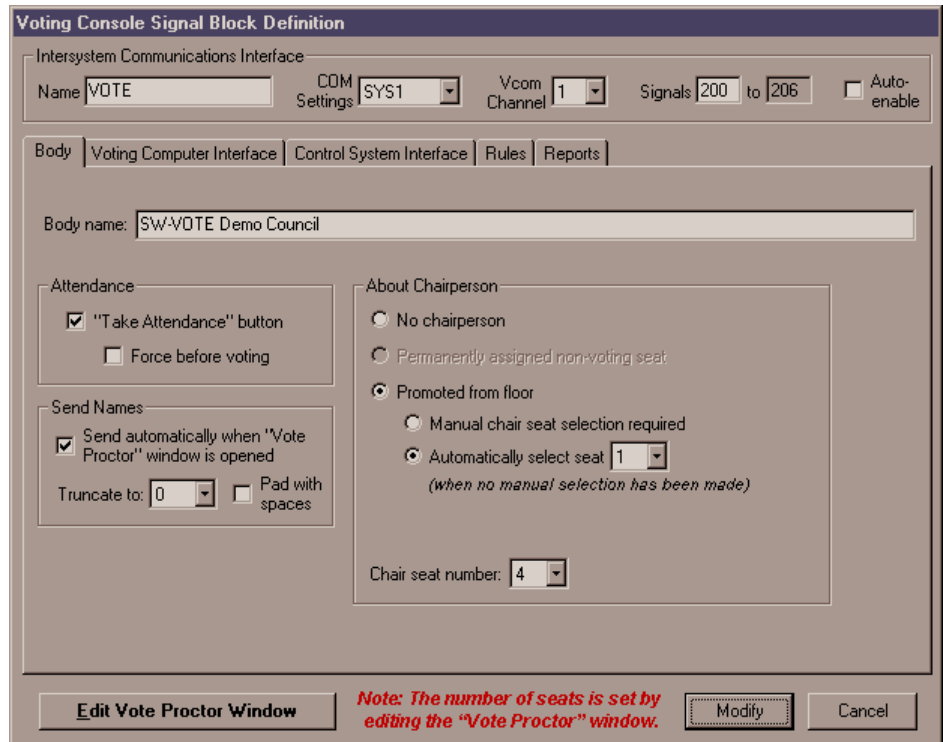 Voting Console Signal Block Definition
Intersystem Communications Interface
Name VOTE COM Settings SYS1 Vcom Channel 1 Signals 200 to 206 Auto-enable
Body Voting Computer Interface Control System Interface Rules Reports
Body name: SW-VOTE Demo Council
Attendance
"Take Attendance" button
Force before voting
Send Names
Send automatically when "Vote
Proctor" window is opened
Truncate to: 0 Pad with spaces
About Chairperson
No chairperson
Permanently assigned non-voting seat
Promoted from floor
Manual chair seat selection required
Automatically select seat 1
(when no manual selection has been made)
Chair seat number: 4
Edit Vote Proctor Window
Note: The number of seats is set by
editing the “Vote Proctor” window.
Modify
Cancel